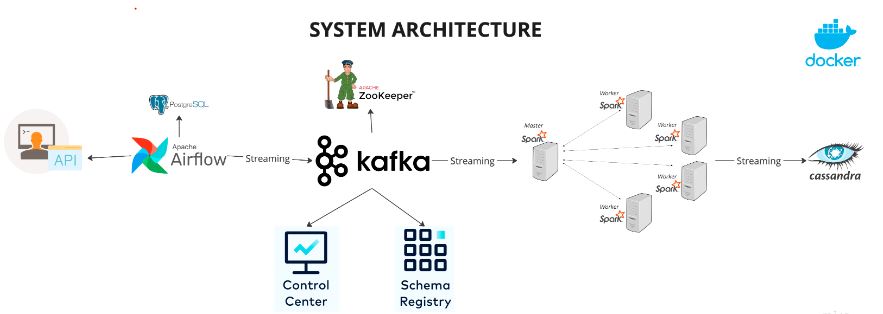 SYSTEM ARCHITECTURE
docker
PostgreSQL
APACHE
ZooKeeper™
API
Apache
Airflow
Streaming
kafka
Streaming
Master
Spark
Worker
Spark
Worker
Spark
Worker
Spark
Worker
Spark
Streaming
cassandra
Control
Center
Schema
Registry